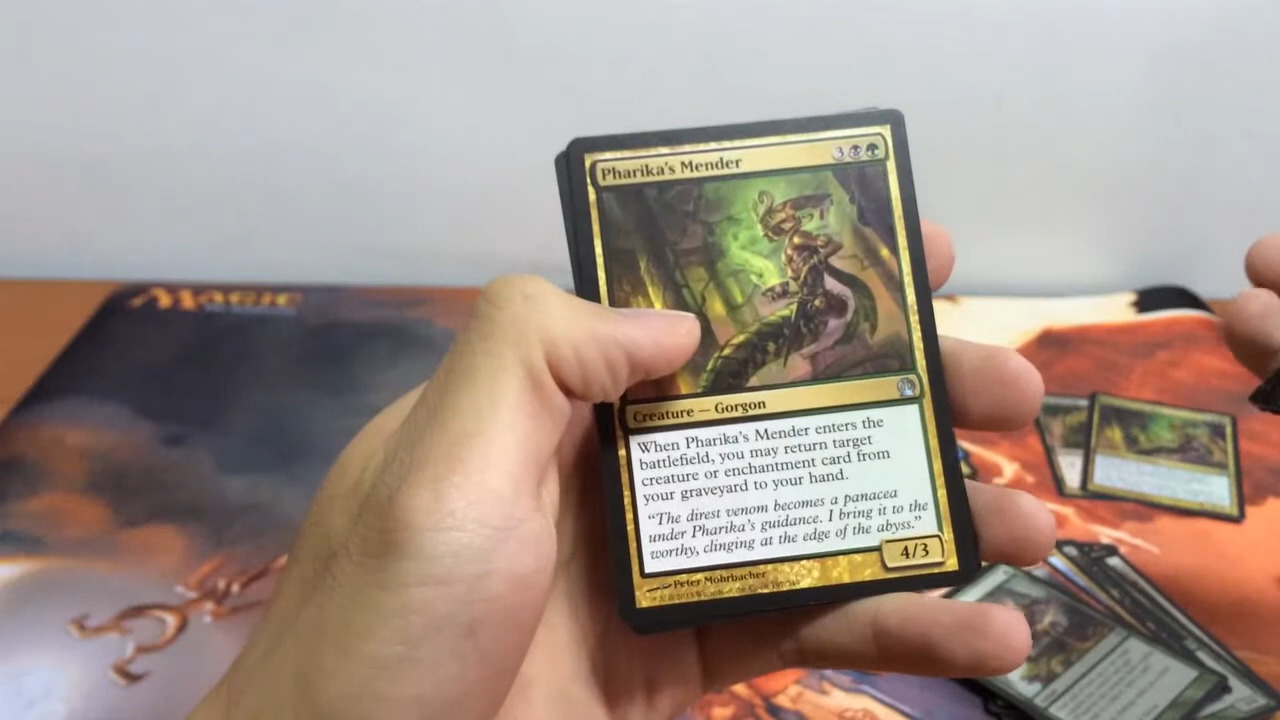 Pharika's Mender
3
MAGIC
Creature — Gorgon
When Pharika's Mender enters the
battlefield, you may return target
creature or enchantment card from
your graveyard to your hand.
"The direst venom becomes a panacea
under Pharika's guidance. I bring it to the
worthy, clinging at the edge of the abyss."
4/3
Peter Mohrbacher